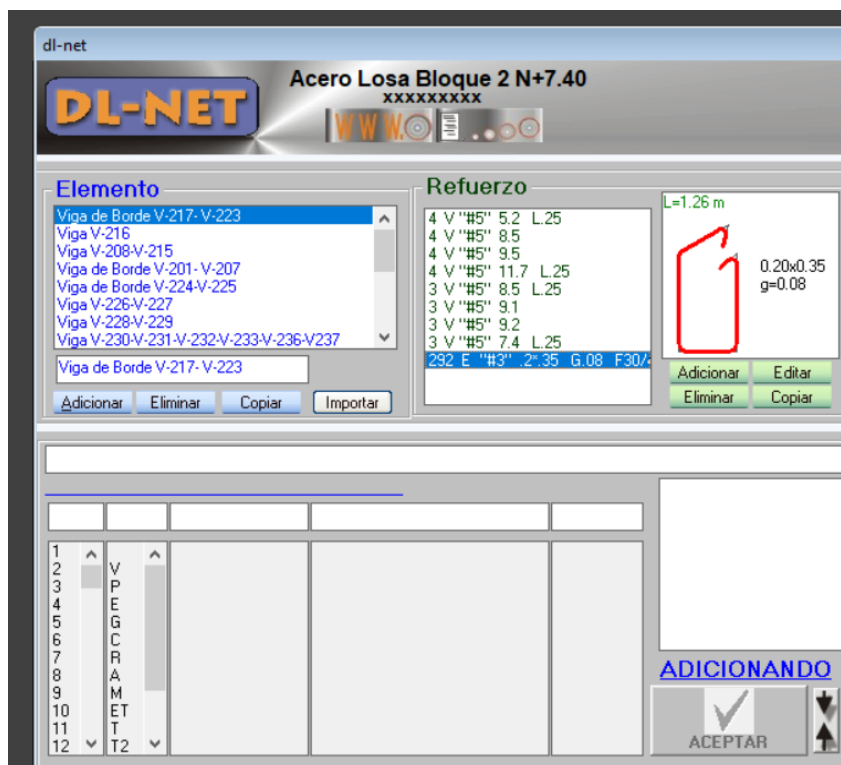 dl-net
Acero Losa Bloque 2 N+7.40
xxxxxxxxx
DL-NET
WWW.
Elemento
Viga de Borde V-217- V-223
Viga V-216
Viga V-208-V-215
Viga de Borde V-201- V-207
Viga de Borde V-224-V-225
Viga V-226-V-227
Viga V-228-V-229
Viga V-230-V-231-V-232-V-233-V-236-V237
Viga de Borde V-217- V-223
Adicionar Eliminar Copiar Importar
Refuerzo
4 V "#5" 5.2 L.25
4 V "#5" 8.5
4 V "#5" 9.5
4 V "#5" 11.7 L.25
3 V "#5" 8.5 L.25
3 V "#5" 9.1
3 V "#5" 9.2
3 V "#5" 7.4 L.25
292 E "#3" .2*.35 G.08 F30/
L=1.26 m
0.20x0.35
g=0.08
Adicionar Editar
Eliminar Copiar
1
2 V
3 P
4 E
5 G
6 C
7 R
8 A
9 M
10 ET
11 T
12 T2
ADICIONANDO
ACEPTAR